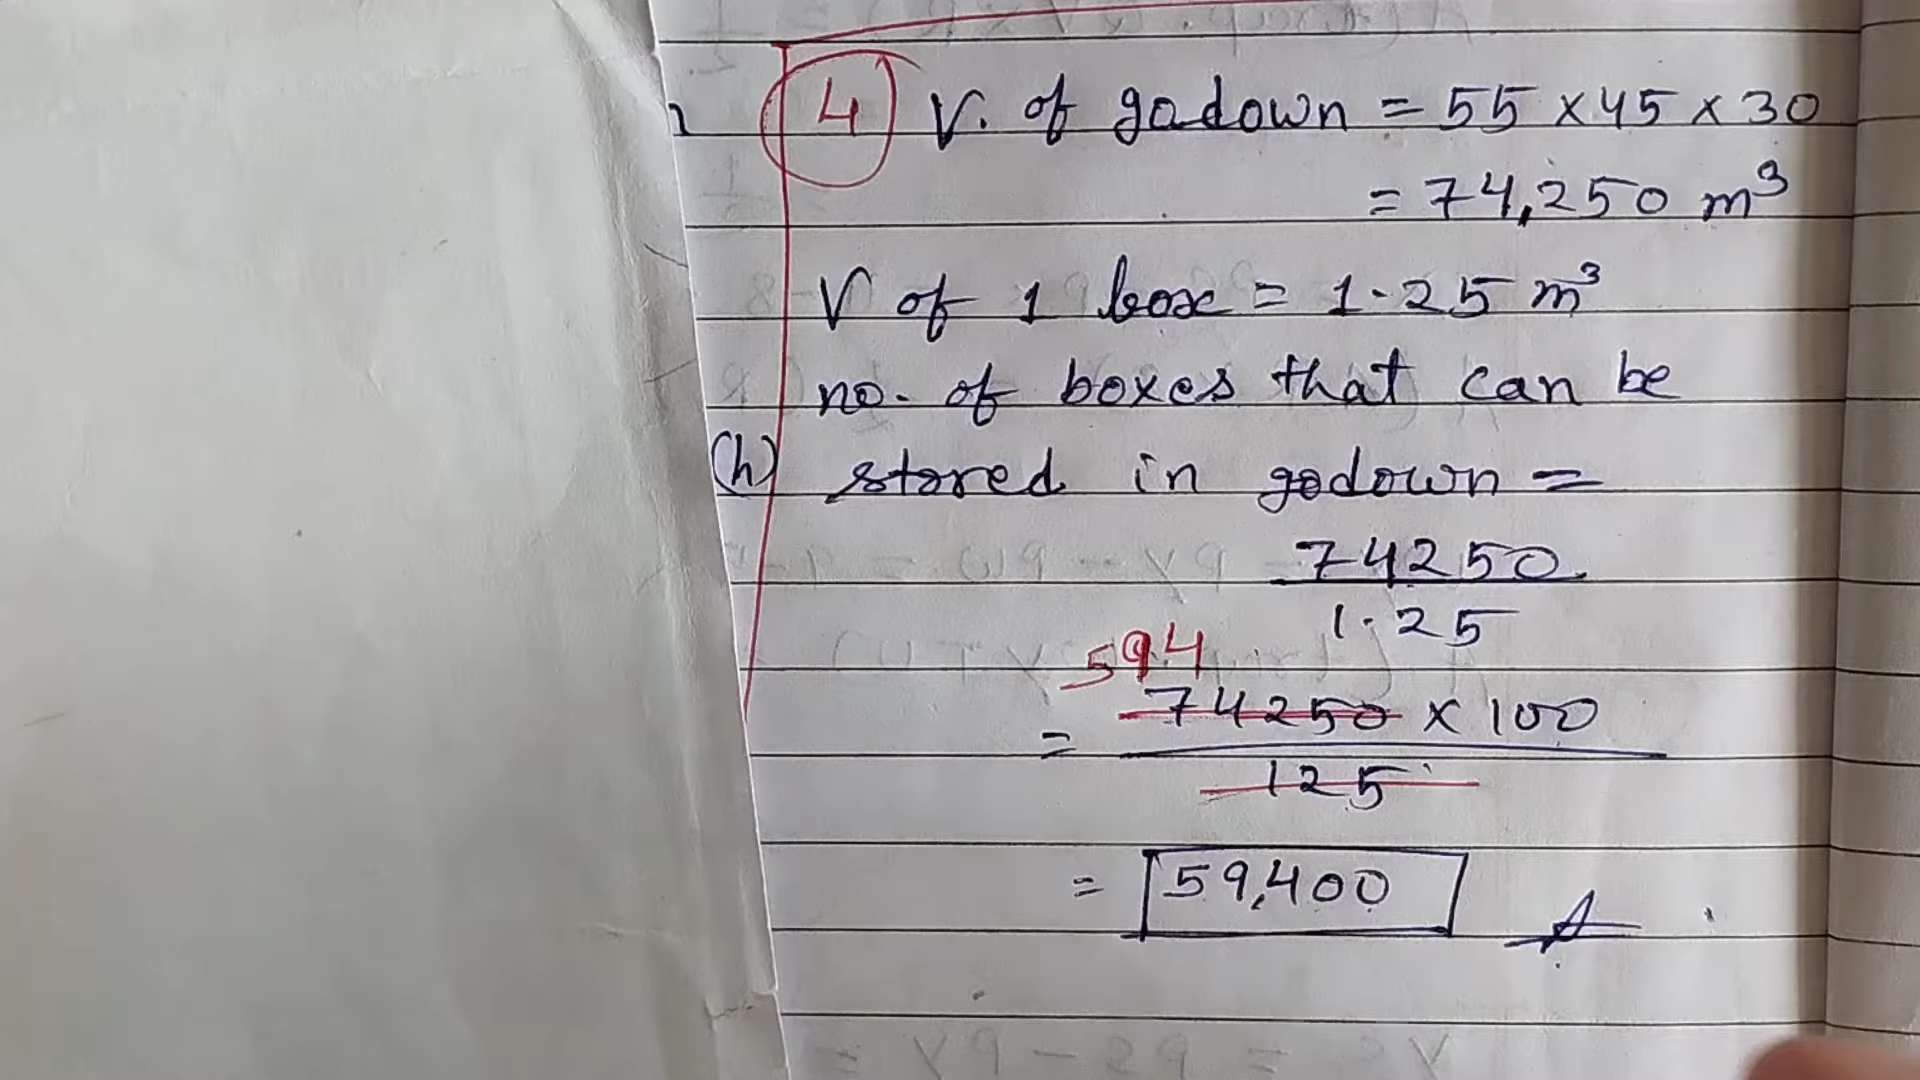 4 V. of godown = 55 x 45 x 30
= 74,250 m³
V of 1 box = 1.25 m³
no. of boxes that can be
(h) stored in godown =
74250
1.25
594
= 74250 x 100
125
= 59,400